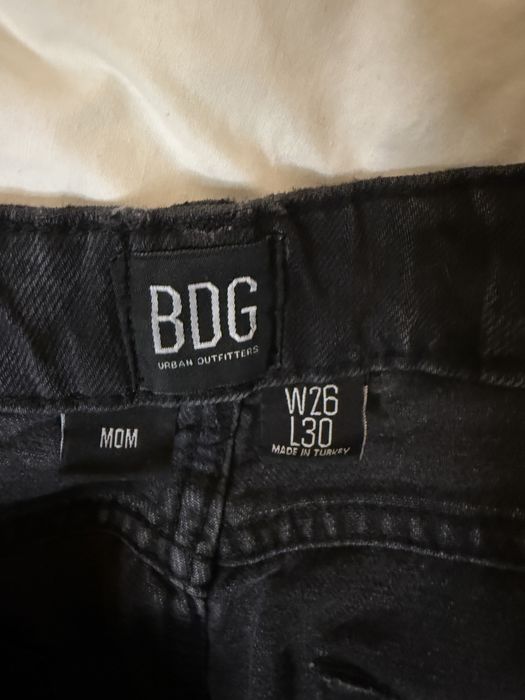 BDG
URBAN OUTFITTERS
MOM
W26
L30
MADE IN TURKEY